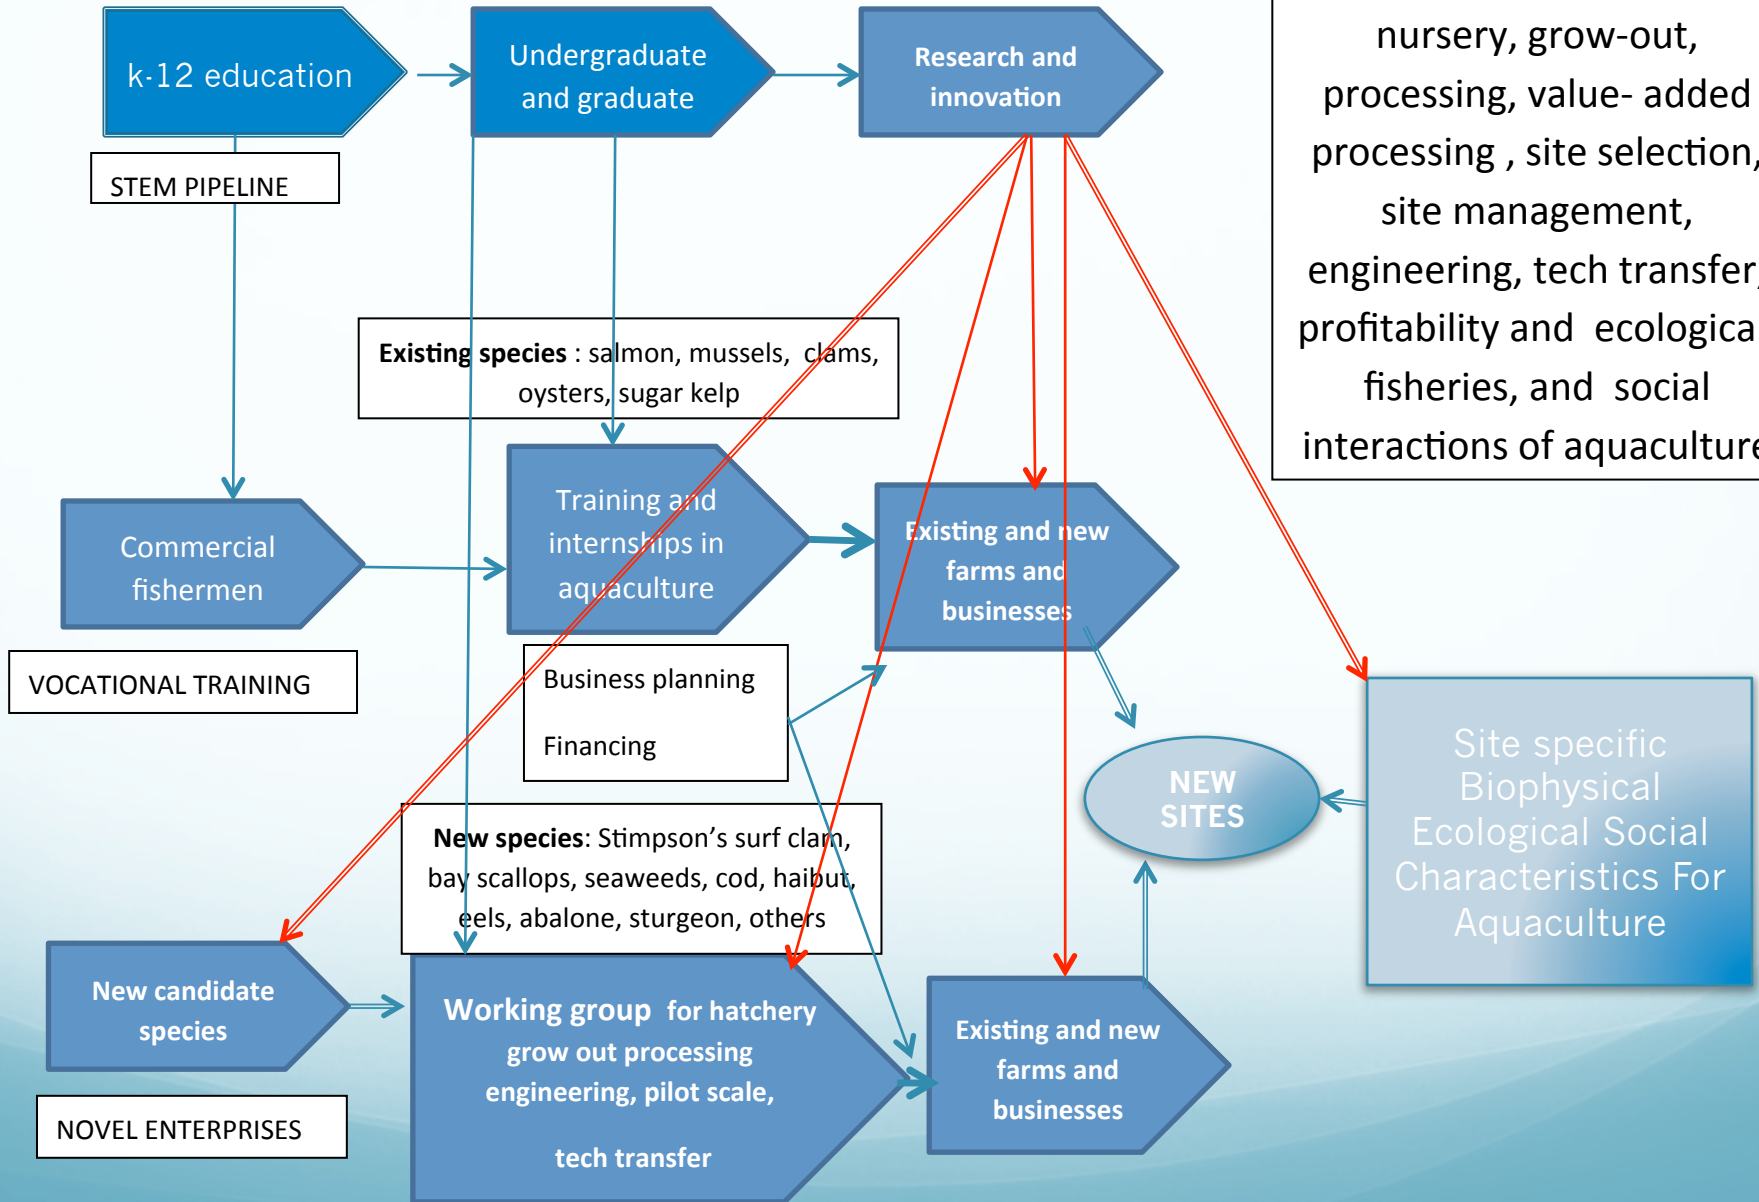 k-12 education
Undergraduate
and graduate
Research and
innovation
nursery, grow-out,
processing, value- added
processing , site selection,
site management,
engineering, tech transfer,
profitability and ecological
fisheries, and social
interactions of aquaculture
STEM PIPELINE
Existing species : salmon, mussels, clams,
oysters, sugar kelp
Commercial
fishermen
Training and
internships in
aquaculture
Existing and new
farms and
businesses
VOCATIONAL TRAINING
Business planning
Financing
NEW
SITES
Site specific
Biophysical
Ecological Social
Characteristics For
Aquaculture
New species: Stimpson’s surf clam,
bay scallops, seaweeds, cod, haibut,
eels, abalone, sturgeon, others
New candidate
species
Working group for hatchery
grow out processing
engineering, pilot scale,
tech transfer
Existing and new
farms and
businesses
NOVEL ENTERPRISES